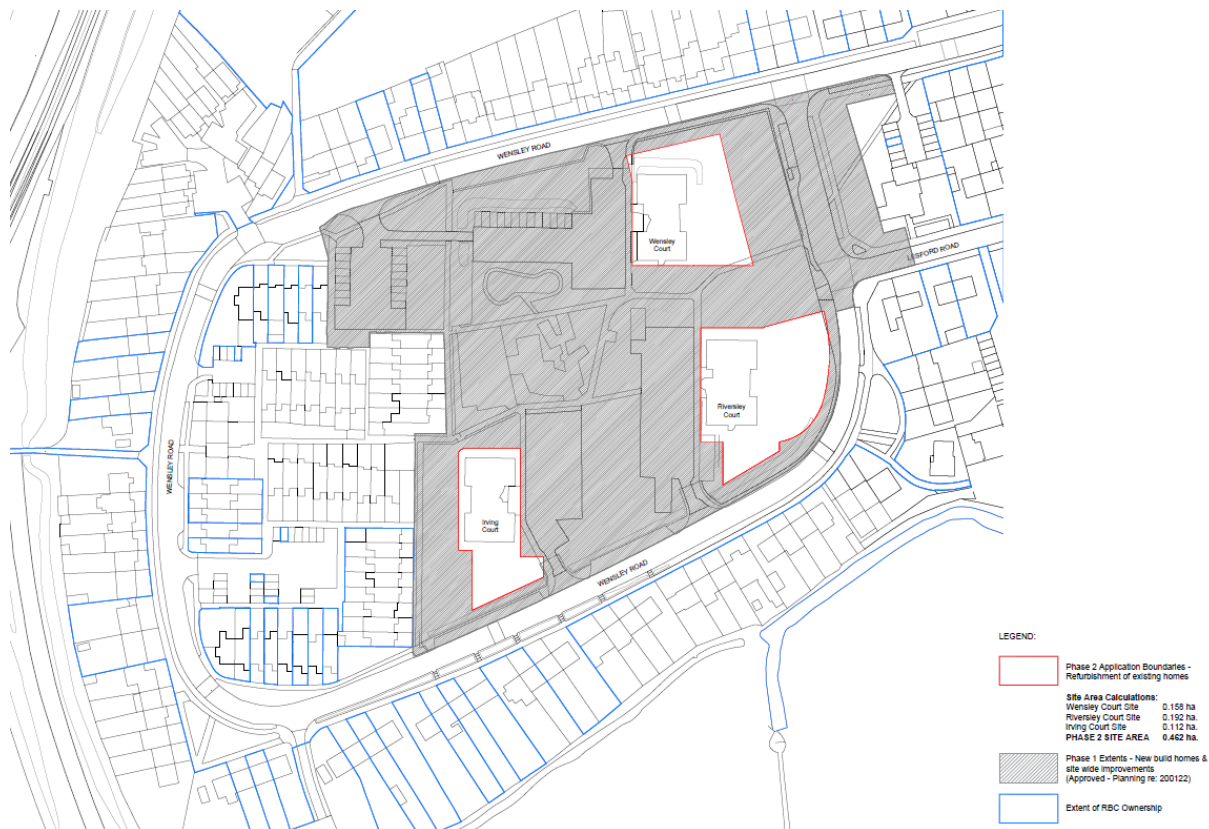 WENSLEY ROAD
Wensley
Court
LESFORD ROAD
Riversley
Court
WENSLEY ROAD
Irving
Court
WENSLEY ROAD
LEGEND:
Phase 2 Application Boundaries -
Refurbishment of existing homes
Site Area Calculations:
Wensley Court Site 0.158 ha
Riversley Court Site 0.192 ha.
Irving Court Site 0.112 ha.
PHASE 2 SITE AREA 0.462 ha.
Phase 1 Extents - New build homes &
site wide improvements
(Approved - Planning re: 200122)
Extent of RBC Ownership